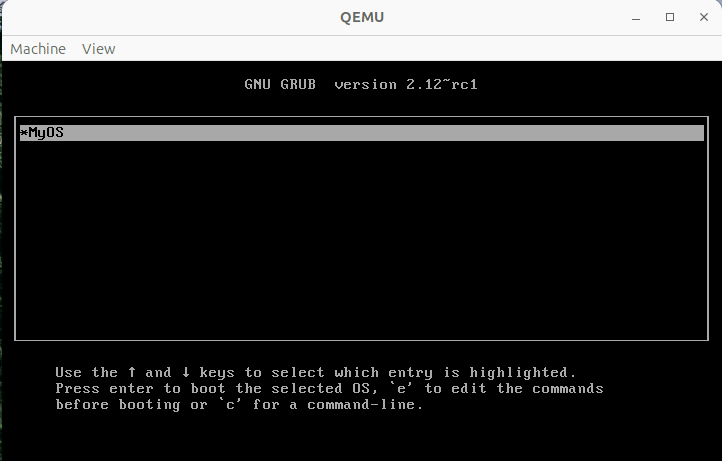 QEMU
Machine View
GNU GRUB  version 2.12~rc1
*MyOS
Use the ↑ and ↓ keys to select which entry is highlighted.
Press enter to boot the selected OS, `e' to edit the commands
before booting or `c' for a command-line.